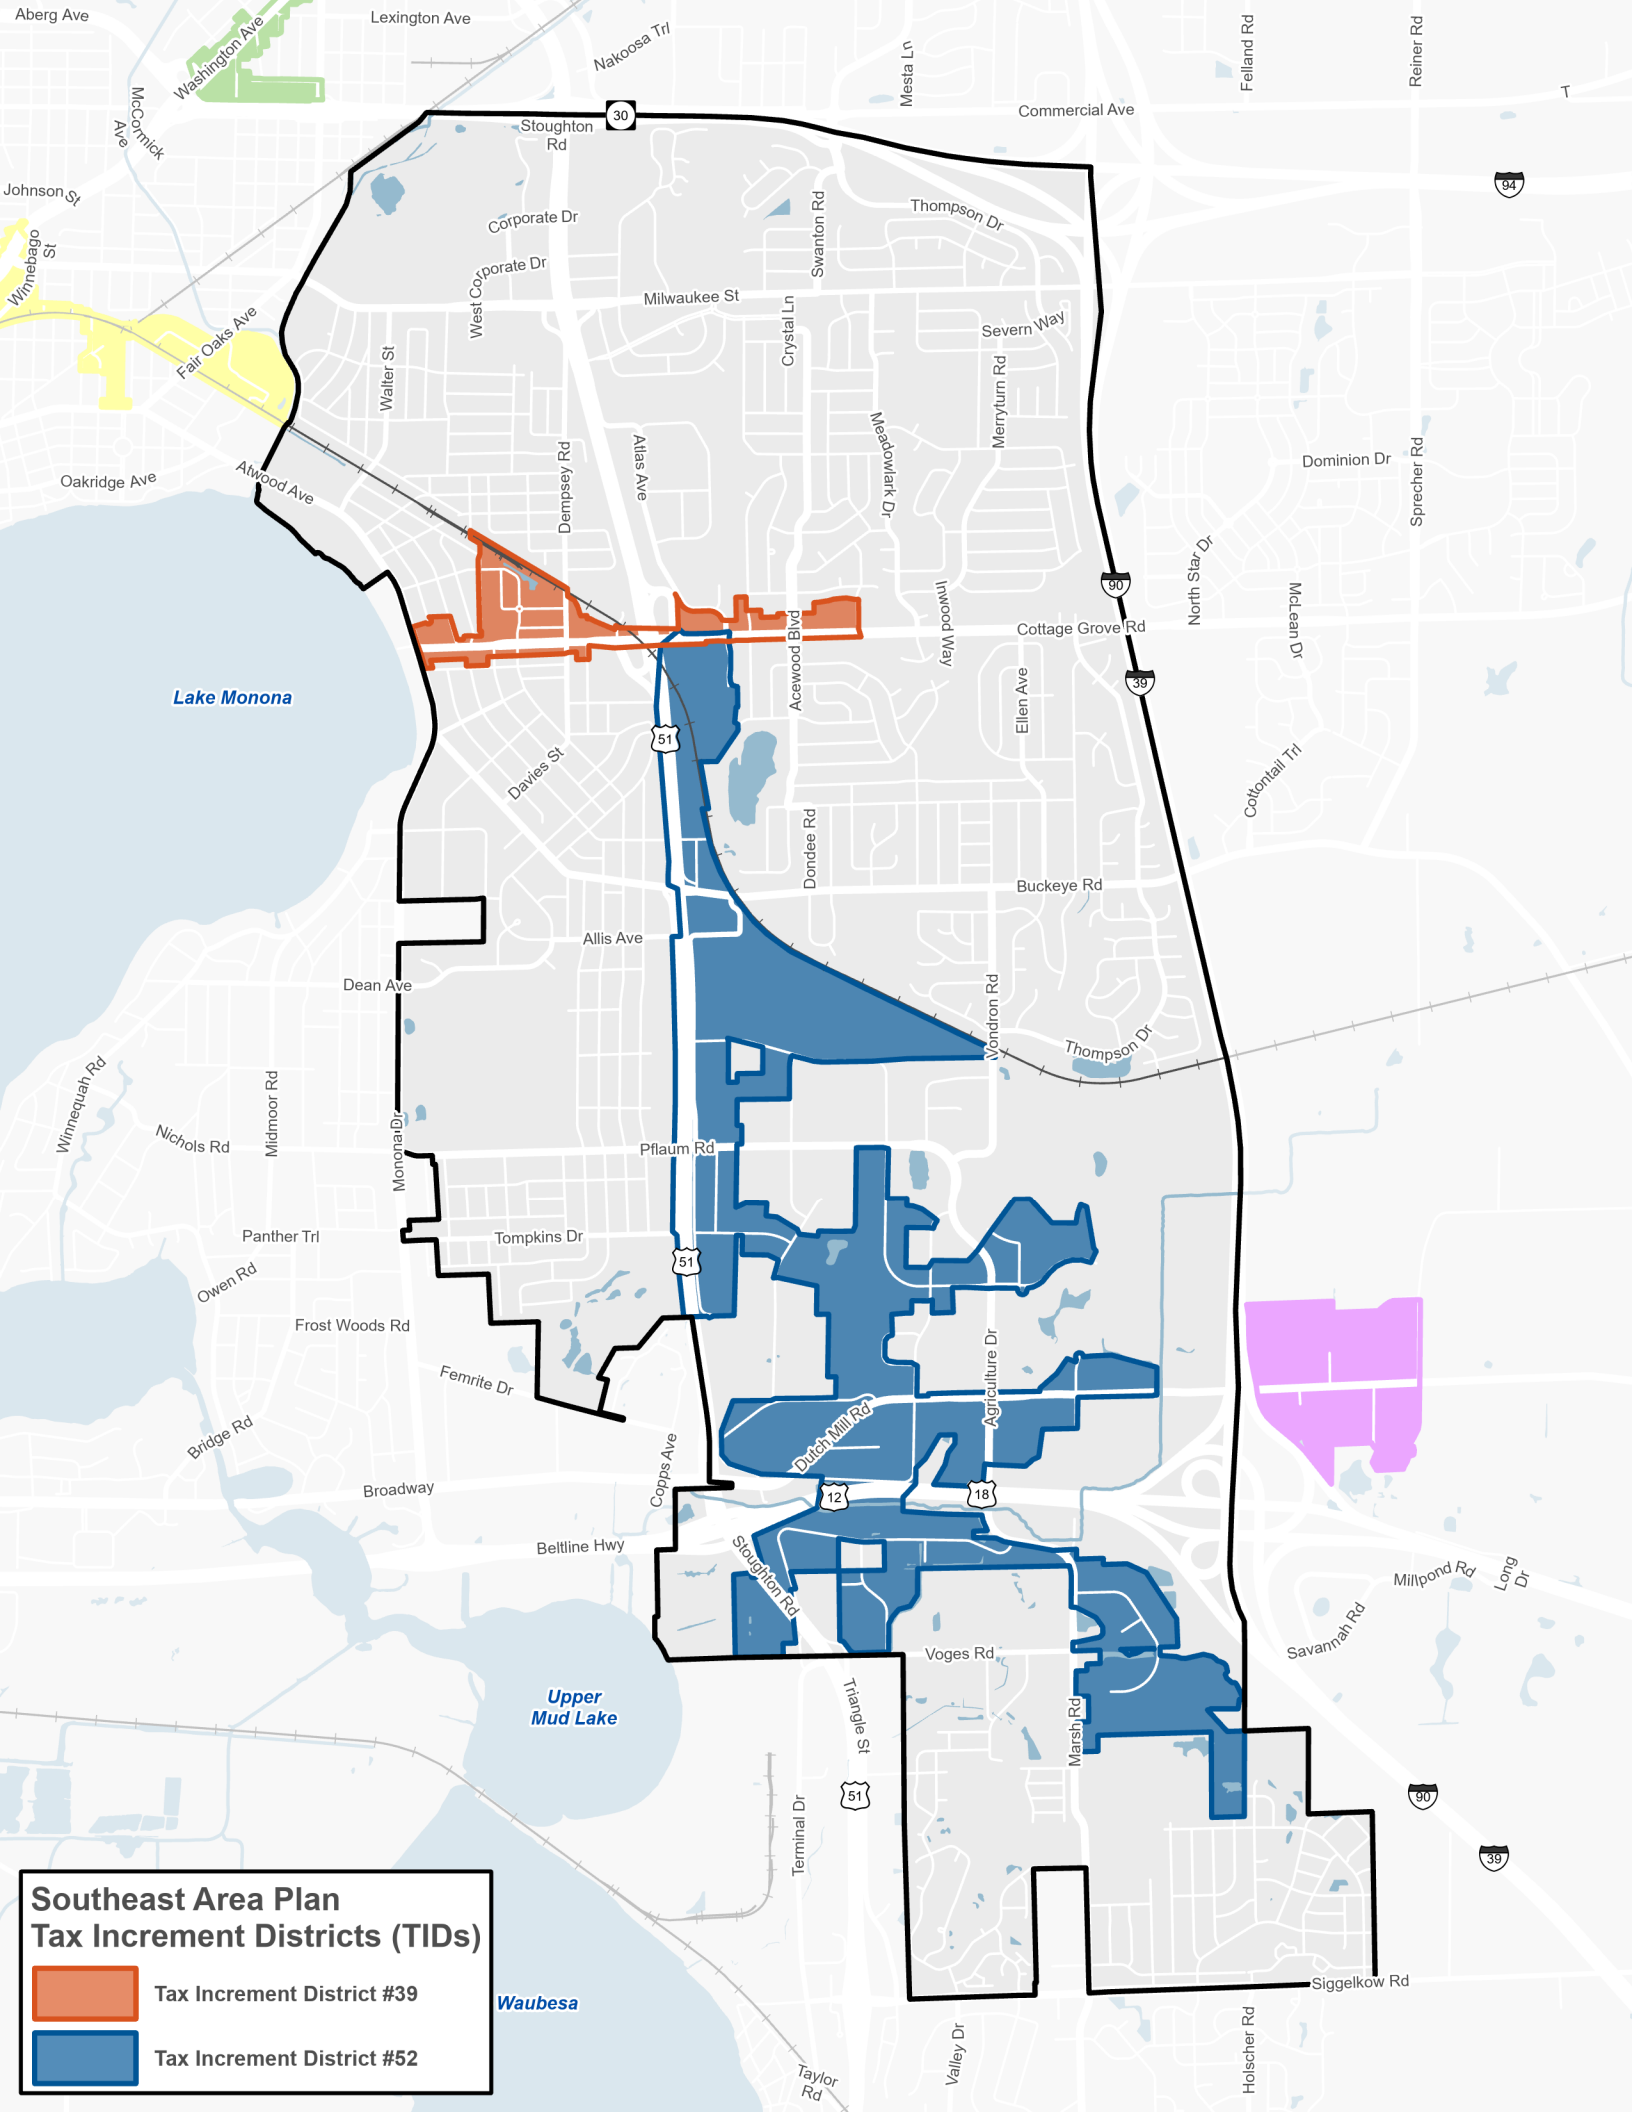 Aberg Ave
Lexington Ave
Washington Ave
Nakoosa Trl
Mesta Ln
Felland Rd
Reiner Rd
T
McCormick
Ave
30
Stoughton
Rd
Commercial Ave
94
Johnson St
Corporate Dr
West Corporate Dr
Swanton Rd
Thompson Dr
Winnebago
St
Milwaukee St
Fair Oaks Ave
Walter St
Crystal Ln
Severn Way
Merryturn Rd
Oakridge Ave
Atwood Ave
Dempsey Rd
Atlas Ave
Meadowlark Dr
Dominion Dr
Sprecher Rd
North Star Dr
90
McLean Dr
Inwood Way
Cottage Grove Rd
Acewood Blvd
39
Ellen Ave
Lake Monona
51
Davies St
Cottontail Trl
Dondee Rd
Buckeye Rd
Allis Ave
Dean Ave
Vondron Rd
Thompson Dr
Winnequah Rd
Midmoor Rd
Nichols Rd
Monona Dr
Pflaum Rd
Panther Trl
Tompkins Dr
51
Owen Rd
Frost Woods Rd
Femrite Dr
Agriculture Dr
Dutch Mill Rd
Bridge Rd
Copps Ave
Broadway
12
18
Beltline Hwy
Stoughton Rd
Millpond Rd
Long
Dr
Savannah Rd
Voges Rd
Upper
Mud Lake
Triangle St
Marsh Rd
51
90
Terminal Dr
39
Southeast Area Plan
Tax Increment Districts (TIDs)
Tax Increment District #39
Tax Increment District #52
Waubesa
Siggelkow Rd
Valley Dr
Holscher Rd
Taylor
Rd